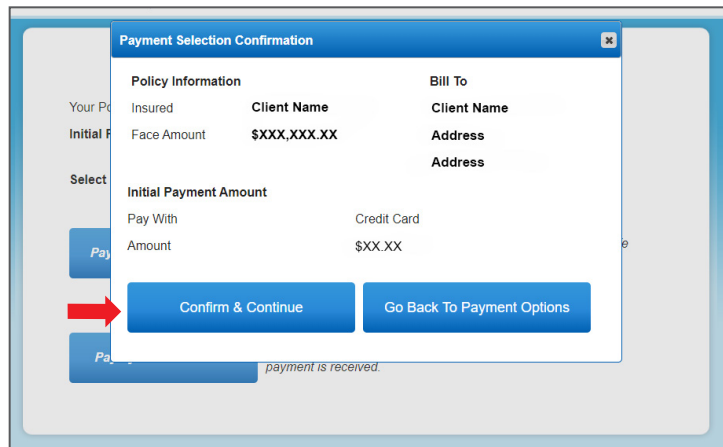 Payment Selection Confirmation
Policy Information
Bill To
Insured
Client Name
Client Name
Face Amount
$XXX,XXX.XX
Address
Address
Initial Payment Amount
Pay With
Credit Card
Amount
$XX.XX
Confirm & Continue
Go Back To Payment Options
Your Po
Initial
Select
Pay
e
payment is received.